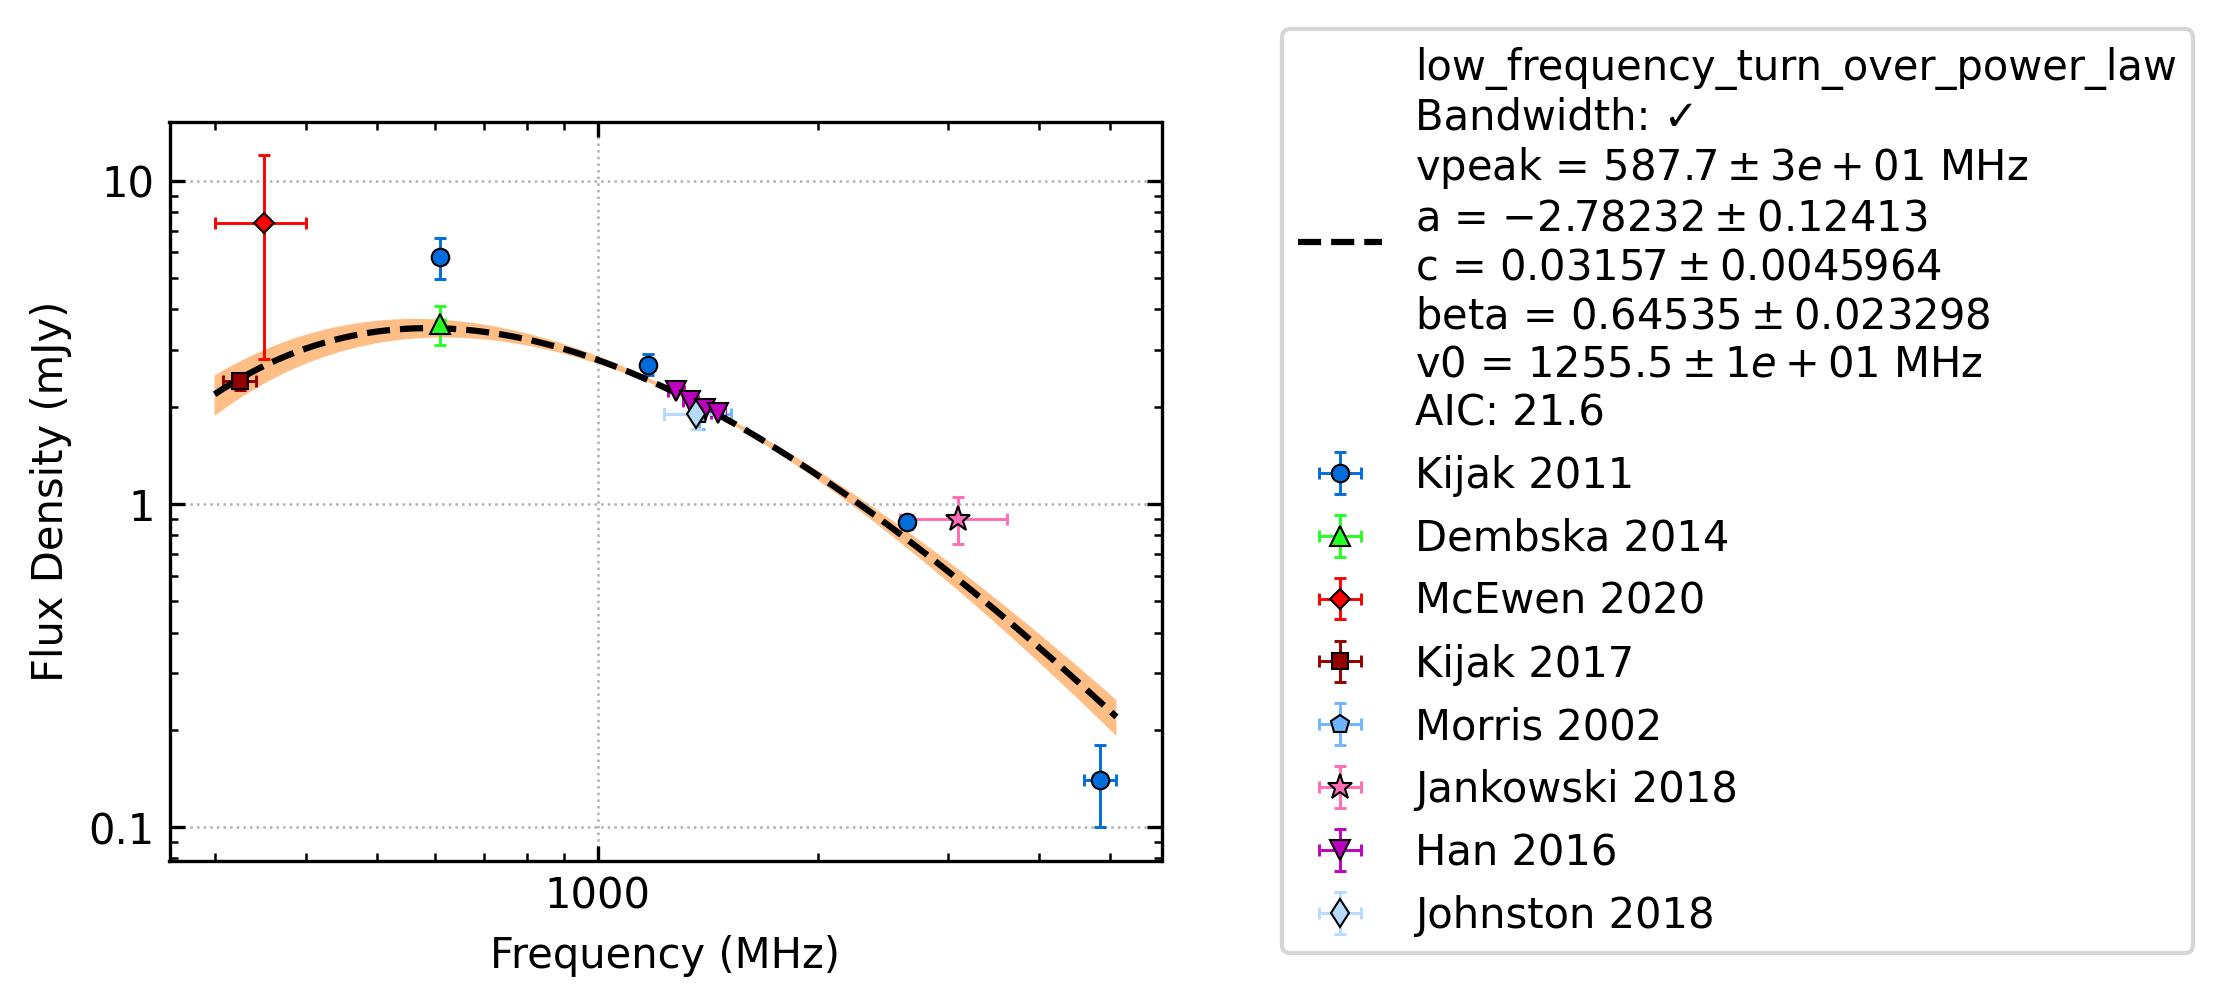 low_frequency_turn_over_power_law
Bandwidth: ✓
vpeak = 587.7 ± 3e + 01 MHz
a = −2.78232 ± 0.12413
c = 0.03157 ± 0.0045964
beta = 0.64535 ± 0.023298
v0 = 1255.5 ± 1e + 01 MHz
AIC: 21.6
Kijak 2011
Dembska 2014
McEwen 2020
Kijak 2017
Morris 2002
Jankowski 2018
Han 2016
Johnston 2018
10
1
0.1
Flux Density (mJy)
1000
Frequency (MHz)